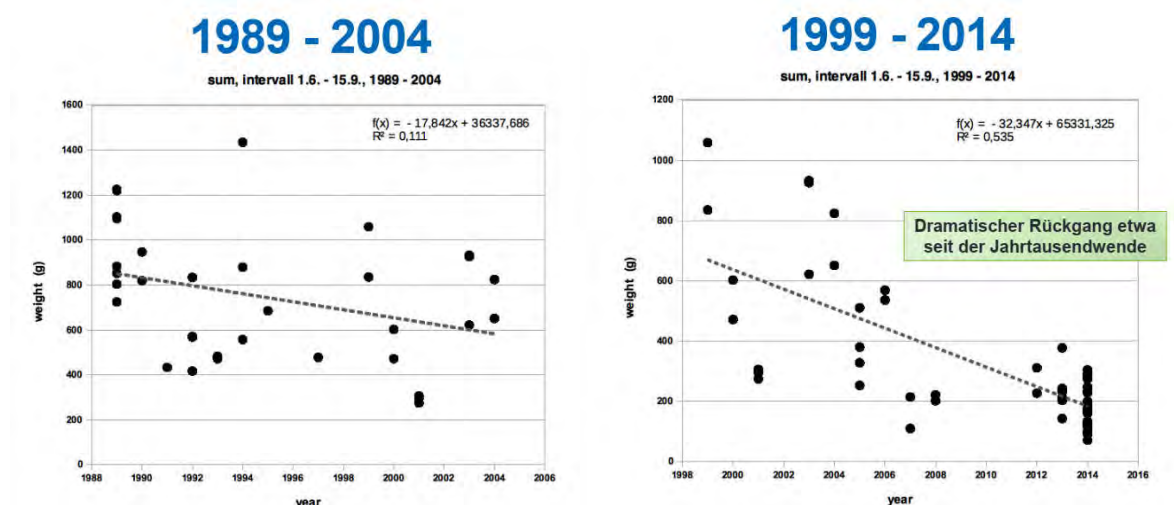 1989 - 2004
sum, intervall 1.6. - 15.9., 1989 - 2004
f(x) = - 17,842x + 36337,686
R² = 0,111
weight (g)
1600
1400
1200
1000
800
600
400
200
0
1988
1990
1992
1994
1996
1998
2000
2002
2004
2006
year
1999 - 2014
sum, intervall 1.6. - 15.9., 1999 - 2014
f(x) = - 32,347x + 65331,325
R² = 0,535
Dramatischer Rückgang etwa
seit der Jahrtausendwende
weight (g)
1200
1000
800
600
400
200
0
1998
2000
2002
2004
2006
2008
2010
2012
2014
2016
year